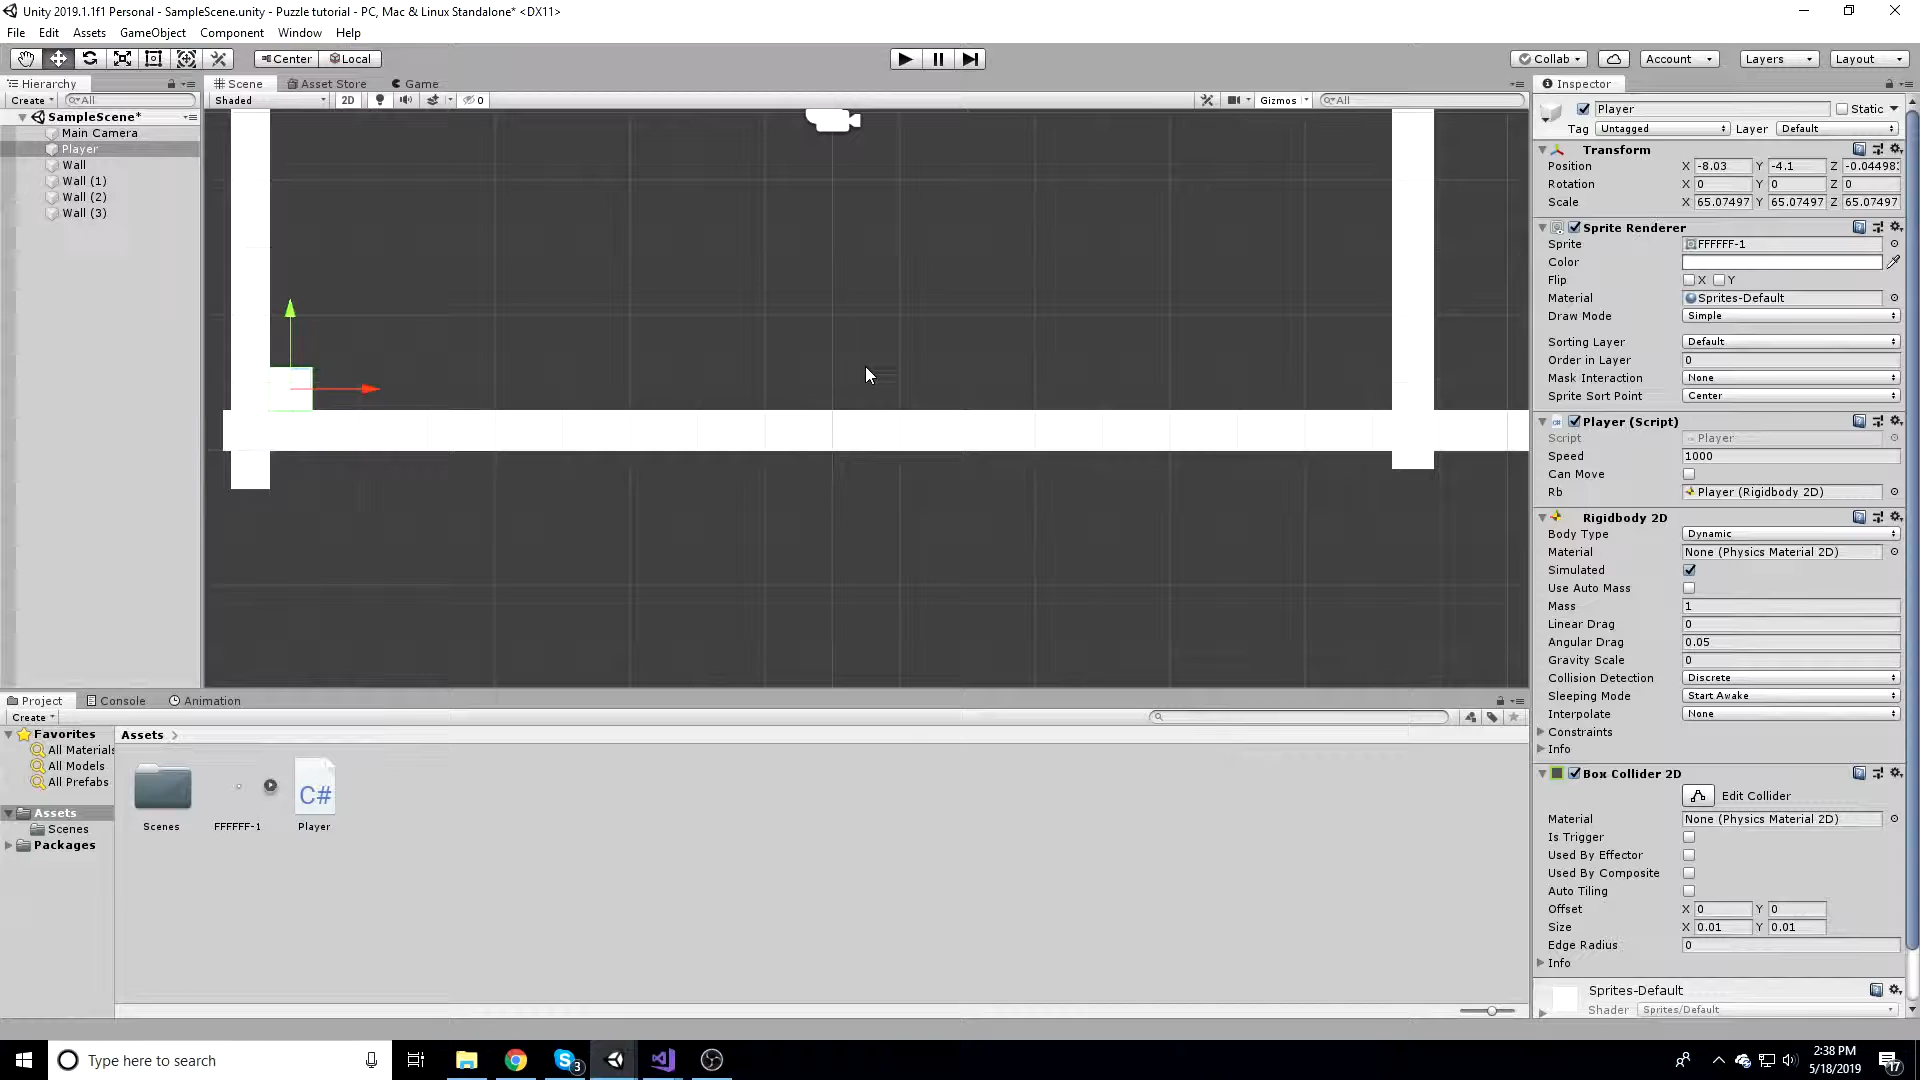 Unity 2019.1.1f1 Personal - SampleScene.unity - Puzzle tutorial - PC, Mac & Linux Standalone* <DX11>
File Edit Assets GameObject Component Window Help
Center Local Collab Account Layers Layout
Hierarchy Scene Asset Store Game Inspector
Create All Shaded 2D 0 Gizmos All Player Static
SampleScene*
Tag Untagged Layer Default
Main Camera
Player
Wall
Wall (1)
Wall (2)
Wall (3)
Transform
Position X -8.03 Y -4.1 Z -0.04498
Rotation X 0 Y 0 Z 0
Scale X 65.07497 Y 65.07497 Z 65.07497
Sprite Renderer
Sprite FFFFFF-1
Color
Flip X Y
Material Sprites-Default
Draw Mode Simple
Sorting Layer Default
Order in Layer 0
Mask Interaction None
Sprite Sort Point Center
Player (Script)
Script Player
Speed 1000
Can Move
Rb Player (Rigidbody 2D)
Rigidbody 2D
Body Type Dynamic
Material None (Physics Material 2D)
Simulated
Use Auto Mass
Mass 1
Linear Drag 0
Angular Drag 0.05
Gravity Scale 0
Collision Detection Discrete
Sleeping Mode Start Awake
Interpolate None
Constraints
Info
Box Collider 2D
Edit Collider
Material None (Physics Material 2D)
Is Trigger
Used By Effector
Used By Composite
Auto Tiling
Offset X 0 Y 0
Size X 0.01 Y 0.01
Edge Radius 0
Info
Sprites-Default
Shader Sprites/Default
Project Console Animation
Create
Favorites
All Materials
All Models
All Prefabs
Assets
Scenes
Packages
Assets
C#
Scenes FFFFFF-1 Player
Type here to search
3
2:38 PM
5/18/2019
17